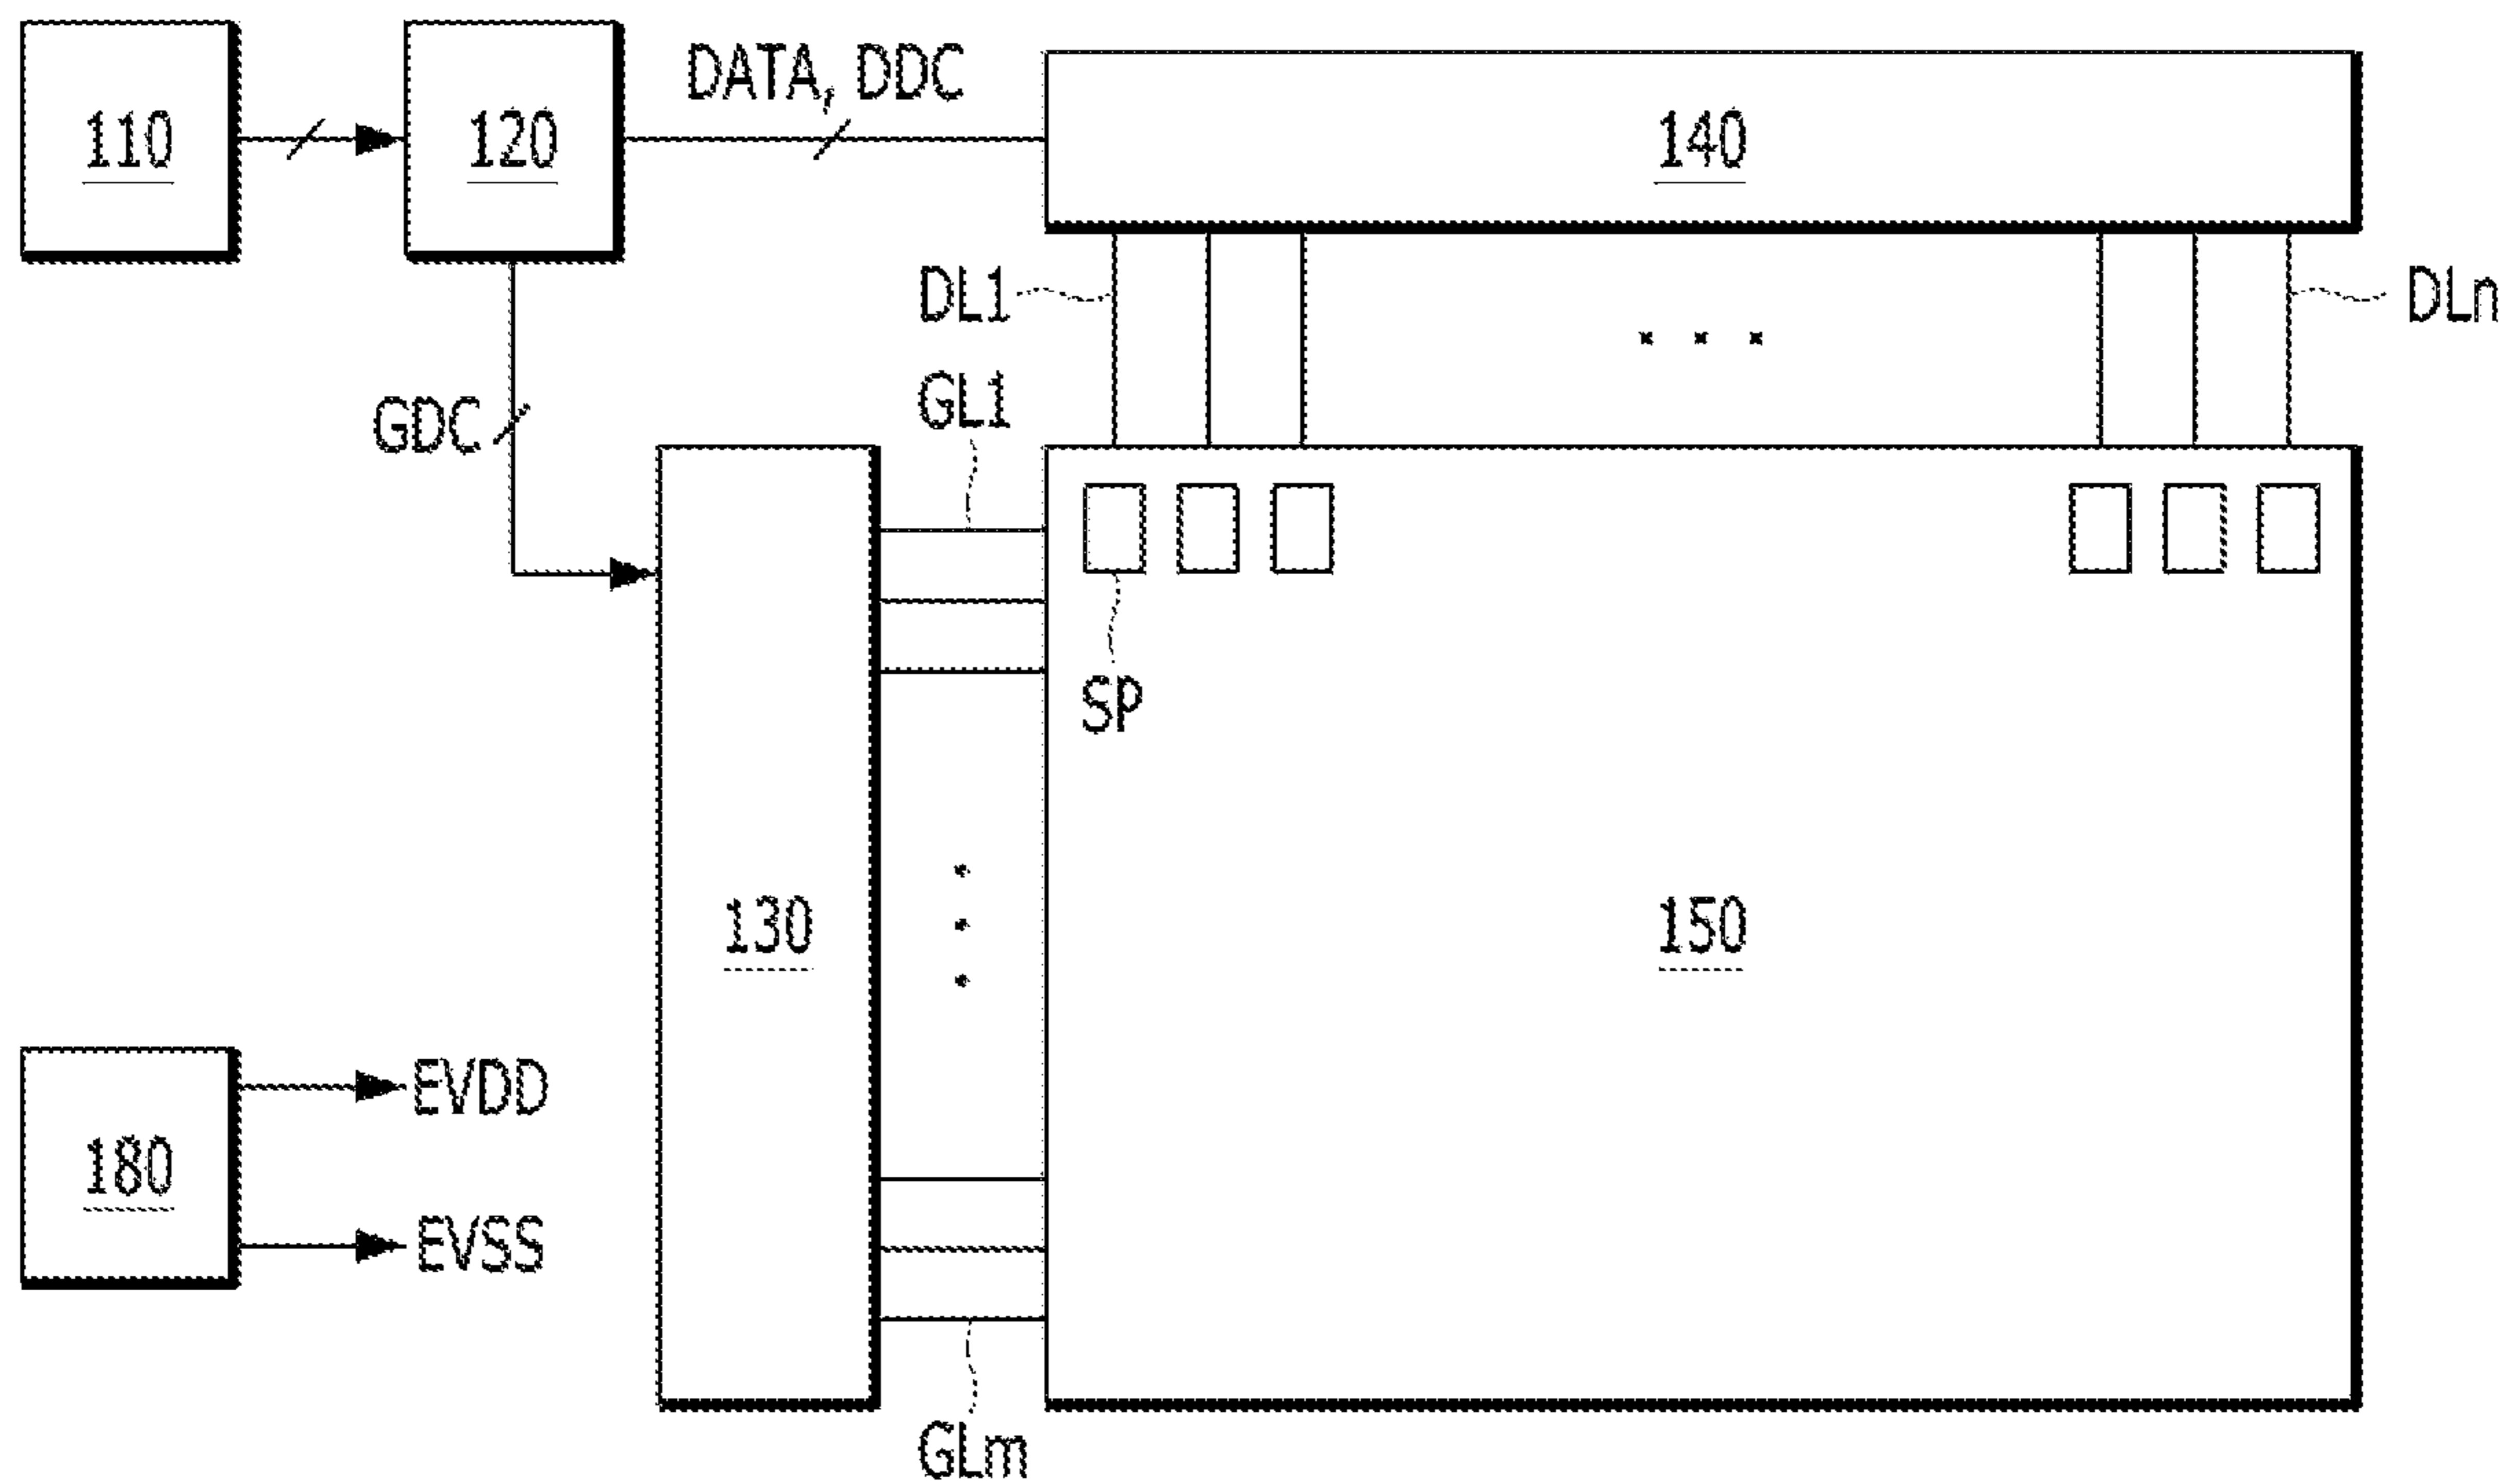 110
120
DATA, DDC
140
DL1
DLn
GL1
GDC
SP
130
150
180
EVDD
EVSS
GLm